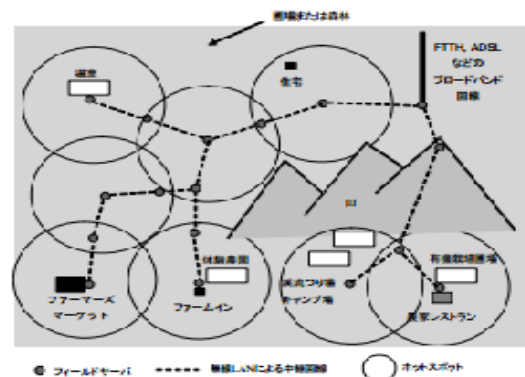 圃場または森林
FTTH, ADSL
などの
ブロードバンド
回線
温室
住宅
山
体験農園
有機栽培圃場
渓流つり場
キャンプ場
ファーマーズ
マーケット
ファームイン
農家レストラン
フィールドサーバ
無線LANによる中継回線
ホットスポット